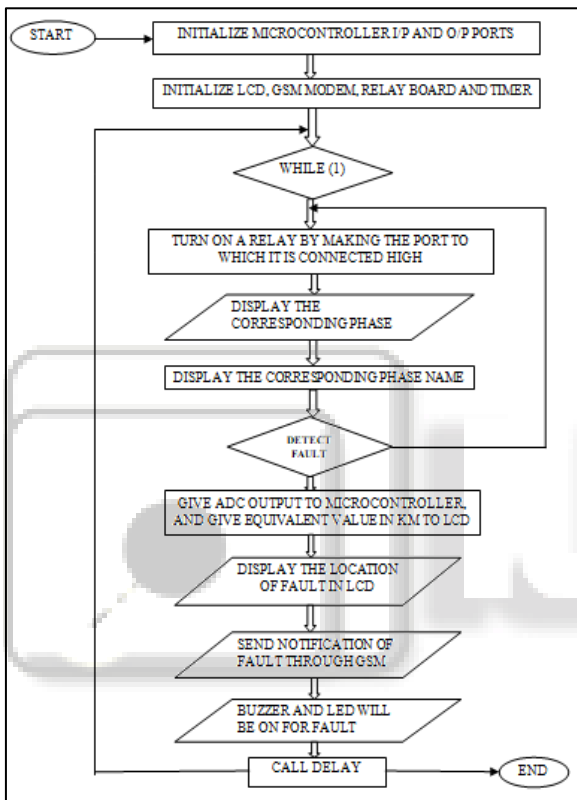 START
INITIALIZE MICROCONTROLLER I/P AND O/P PORTS
INITIALIZE LCD, GSM MODEM, RELAY BOARD AND TIMER
WHILE (1)
TURN ON A RELAY BY MAKING THE PORT TO
WHICH IT IS CONNECTED HIGH
DISPLAY THE
CORRESPONDING PHASE
DISPLAY THE CORRESPONDING PHASE NAME
DETECT
FAULT
GIVE ADC OUTPUT TO MICROCONTROLLER,
AND GIVE EQUIVALENT VALUE IN KM TO LCD
DISPLAY THE LOCATION
OF FAULT IN LCD
SEND NOTIFICATION OF
FAULT THROUGH GSM
BUZZER AND LED WILL
BE ON FOR FAULT
CALL DELAY
END